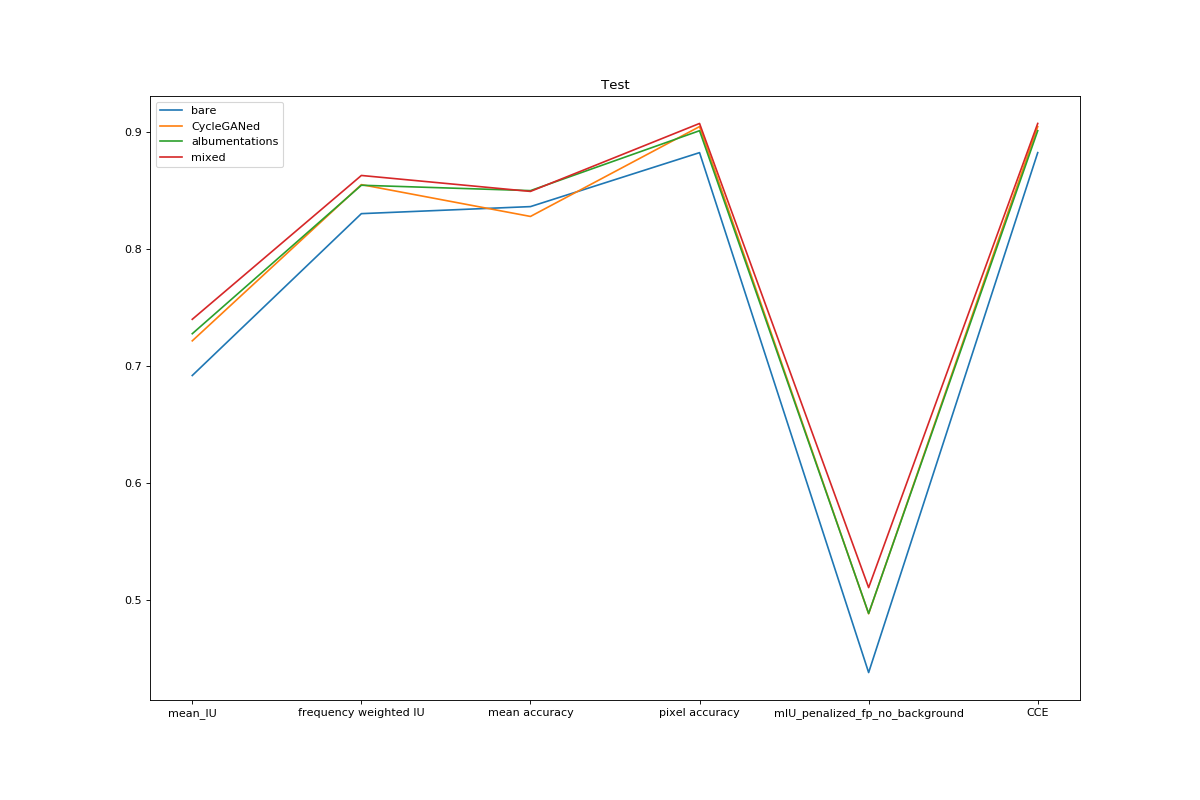 Test
bare
CycleGANed
albumentations
mixed
0.9
0.8
0.7
0.6
0.5
mean_IU
frequency weighted IU
mean accuracy
pixel accuracy
mIU_penalized_fp_no_background
CCE